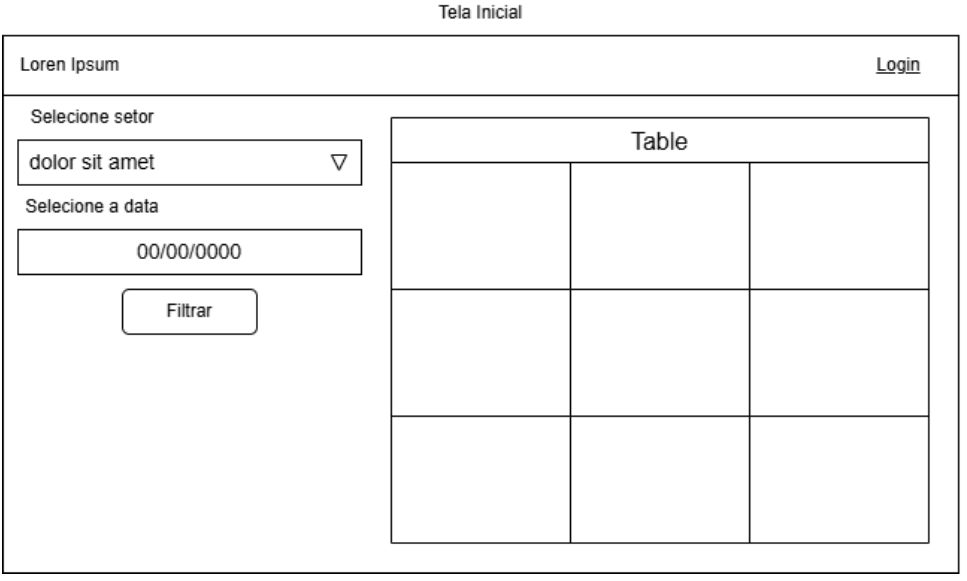 Tela Inicial
Loren Ipsum
Login
Selecione setor
dolor sit amet
Selecione a data
00/00/0000
Filtrar
Table